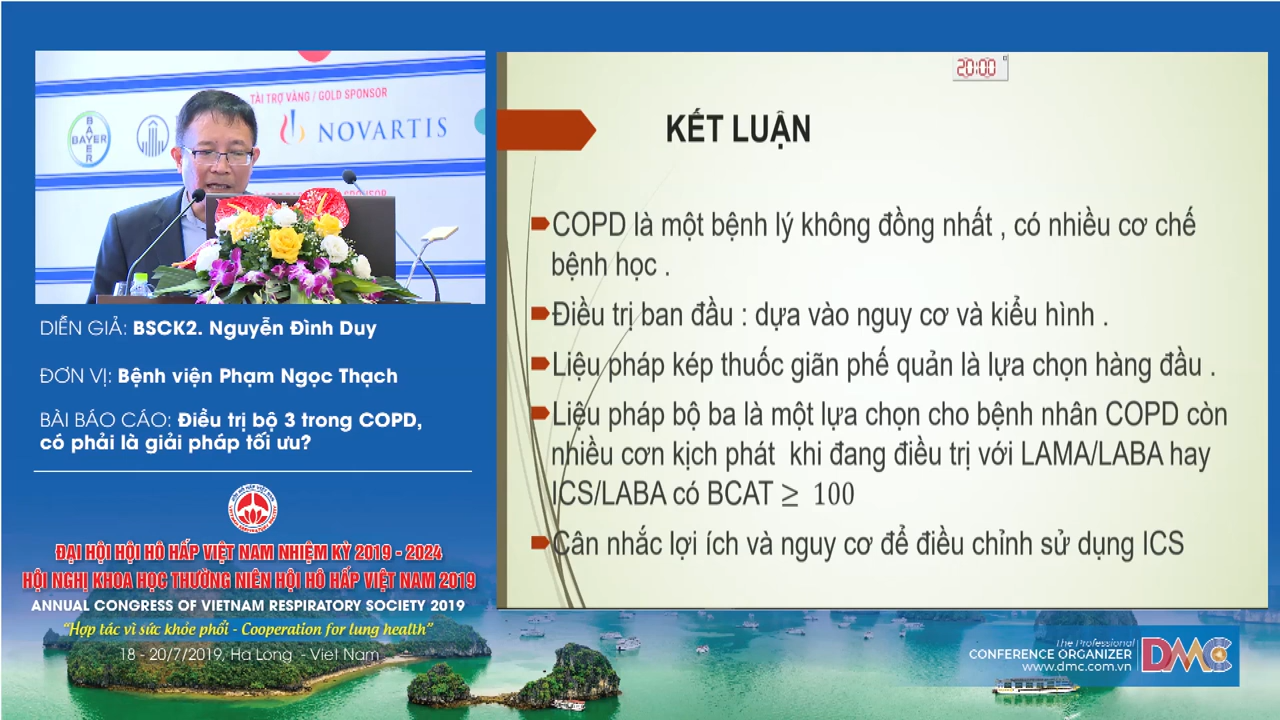 TÀI TRỢ VÀNG / GOLD SPONSOR
BAYER
BAYER
NOVARTIS
DIỄN GIẢ: BSCK2. Nguyễn Đình Duy
ĐƠN VỊ: Bệnh viện Phạm Ngọc Thạch
BÀI BÁO CÁO: Điều trị bộ 3 trong COPD,
có phải là giải pháp tối ưu?
ĐẠI HỘI HỘI HÔ HẤP VIỆT NAM NHIỆM KỲ 2019 - 2024
HỘI NGHỊ KHOA HỌC THƯỜNG NIÊN HỘI HÔ HẤP VIỆT NAM 2019
ANNUAL CONGRESS OF VIETNAM RESPIRATORY SOCIETY 2019
“Hợp tác vì sức khỏe phổi - Cooperation for lung health”
18 - 20/7/2019, Ha Long - Viet Nam
20:00
KẾT LUẬN
COPD là một bệnh lý không đồng nhất , có nhiều cơ chế
bệnh học .
Điều trị ban đầu : dựa vào nguy cơ và kiểu hình .
Liệu pháp kép thuốc giãn phế quản là lựa chọn hàng đầu .
Liệu pháp bộ ba là một lựa chọn cho bệnh nhân COPD còn
nhiều cơn kịch phát khi đang điều trị với LAMA/LABA hay
ICS/LABA có BCAT ≥ 100
Cân nhắc lợi ích và nguy cơ để điều chỉnh sử dụng ICS
The Professional
CONFERENCE ORGANIZER
www.dmc.com.vn
DMC